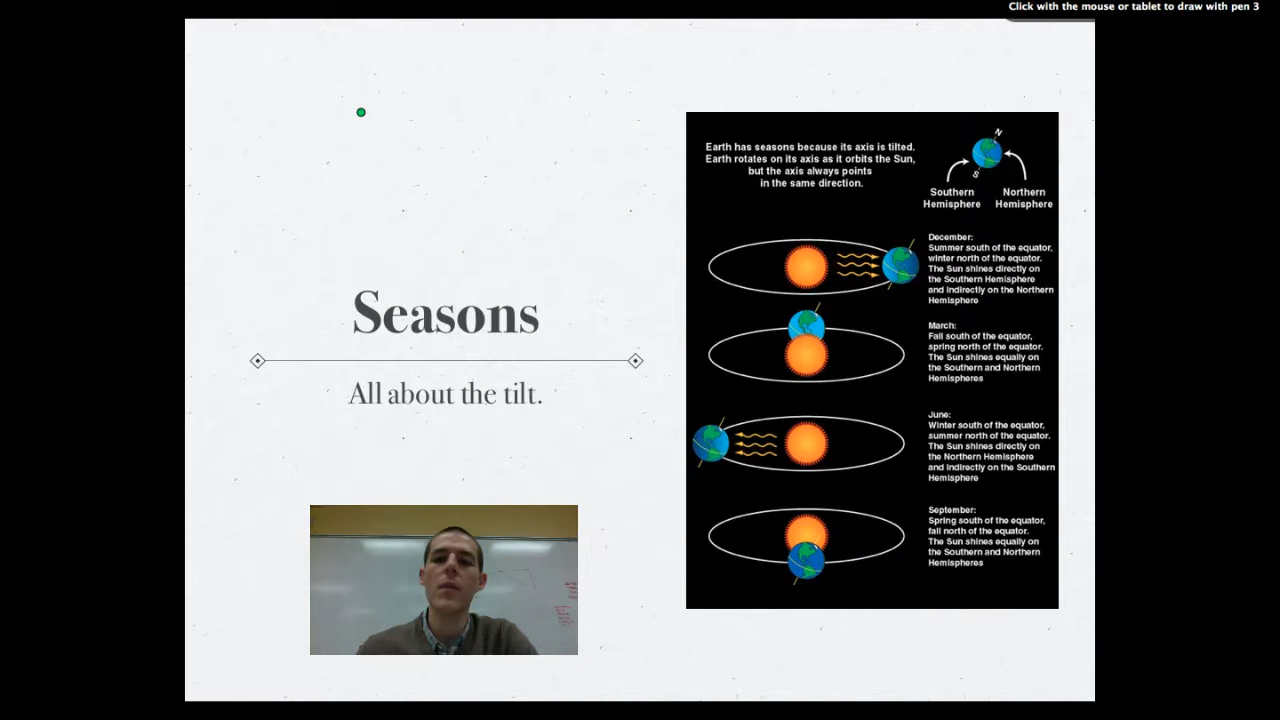 Click with the mouse or tablet to draw with pen 3
Seasons
All about the tilt.
Earth has seasons because its axis is tilted.
Earth rotates on its axis as it orbits the Sun,
but the axis always points
in the same direction.
N
S
Southern
Hemisphere
Northern
Hemisphere
December:
Summer south of the equator,
winter north of the equator.
The Sun shines directly on
the Southern Hemisphere
and indirectly on the Northern
Hemisphere
March:
Fall south of the equator,
spring north of the equator.
The Sun shines equally on
the Southern and Northern
Hemispheres
June:
Winter south of the equator,
summer north of the equator.
The Sun shines directly on
the Northern Hemisphere
and indirectly on the Southern
Hemisphere
September:
Spring south of the equator,
fall north of the equator.
The Sun shines equally on
the Southern and Northern
Hemispheres